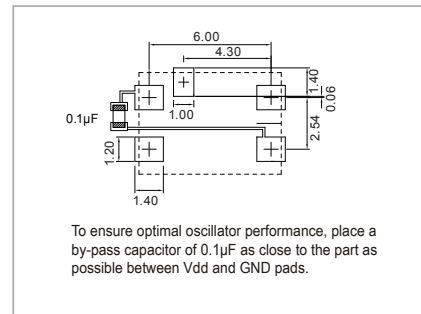 6.00
4.30
1.40
0.06
0.1µF
1.00
2.54
1.20
1.40
To ensure optimal oscillator performance, place a
by-pass capacitor of 0.1µF as close to the part as
possible between Vdd and GND pads.